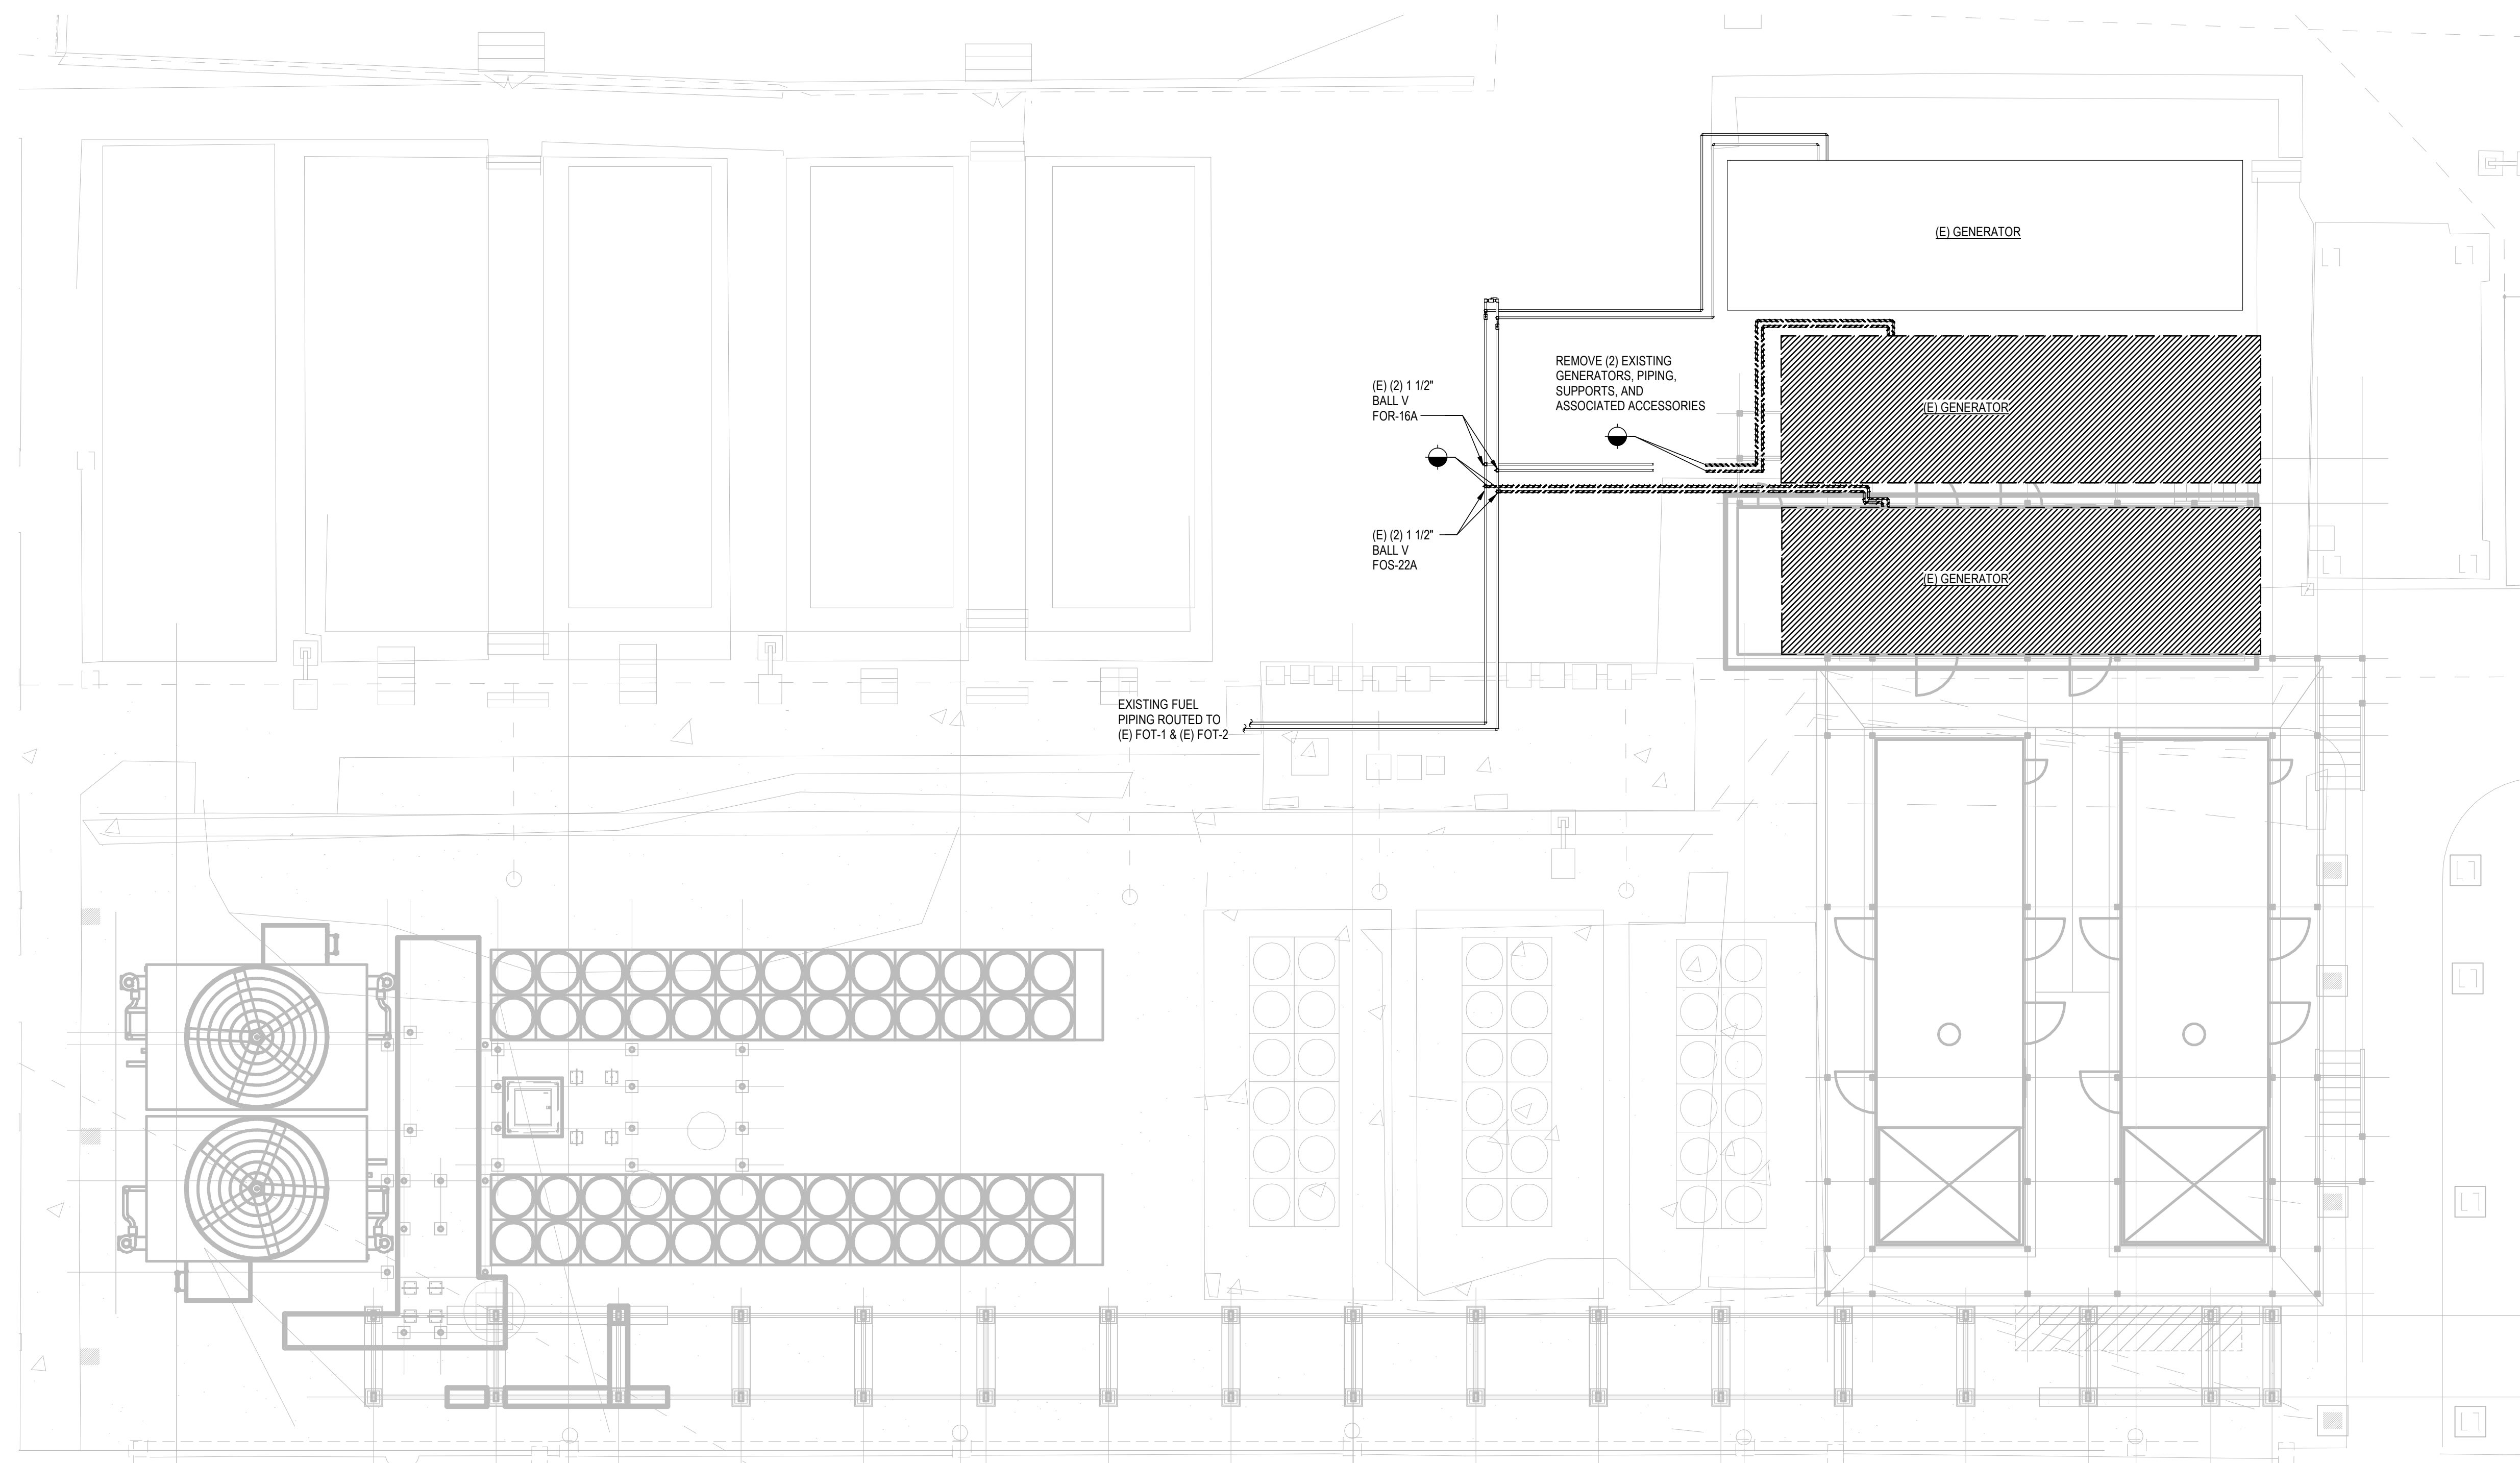 (E) GENERATOR
REMOVE (2) EXISTING
GENERATORS, PIPING,
SUPPORTS, AND
ASSOCIATED ACCESSORIES
(E) (2) 1 1/2"
BALL V
FOR-16A
(E) GENERATOR
(E) (2) 1 1/2"
BALL V
FOS-22A
(E) GENERATOR
EXISTING FUEL
PIPING ROUTED TO
(E) FOT-1 & (E) FOT-2